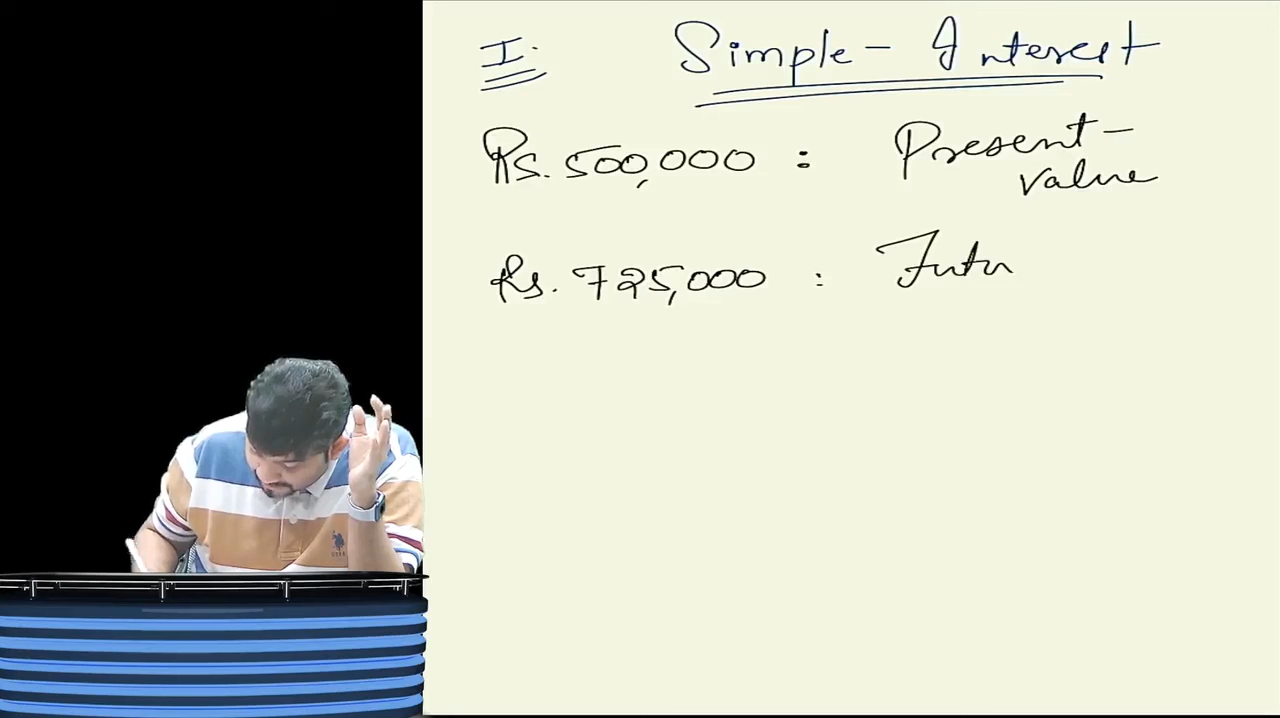 I. Simple-Interest
Rs. 500,000 : Present-
value
Rs. 725,000 : Futu